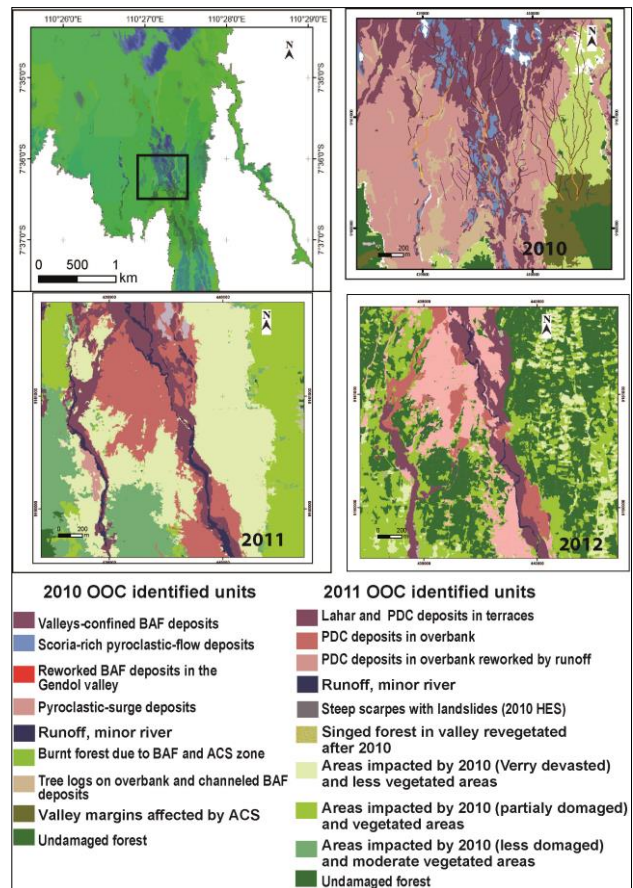 110°26'0"E 110°27'0"E 110°28'0"E 110°29'0"E
7°35'0"S
7°36'0"S
7°37'0"S
N
0 500 1
km
N
200
m
2010
N
0 200
m
2011
N
0 200
m
2012
2010 OOC identified units
Valleys-confined BAF deposits
Scoria-rich pyroclastic-flow deposits
Reworked BAF deposits in the
Gendol valley
Pyroclastic-surge deposits
Runoff, minor river
Burnt forest due to BAF and ACS zone
Tree logs on overbank and channeled BAF
deposits
Valley margins affected by ACS
Undamaged forest
2011 OOC identified units
Lahar and PDC deposits in terraces
PDC deposits in overbank
PDC deposits in overbank reworked by runoff
Runoff, minor river
Steep scarpes with landslides (2010 HES)
Singed forest in valley revegetated
after 2010
Areas impacted by 2010 (Verry devasted)
and less vegetated areas
Areas impacted by 2010 (partialy domaged)
and vegetated areas
Areas impacted by 2010 (less domaged)
and moderate vegetated areas
Undamaged forest